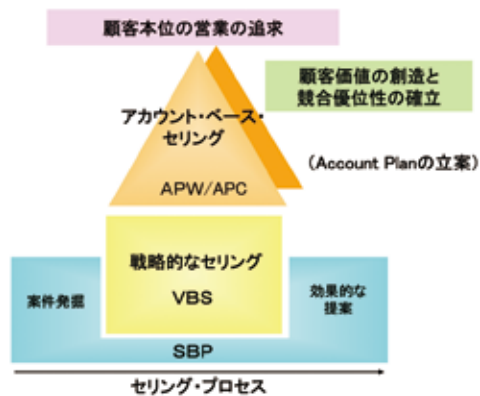 顧客本位の営業の追求
顧客価値の創造と
競合優位性の確立
アカウント・ベース・
セリング
(Account Planの立案)
APW/APC
戦略的なセリング
VBS
案件発掘
効果的な
提案
SBP
セリング・プロセス